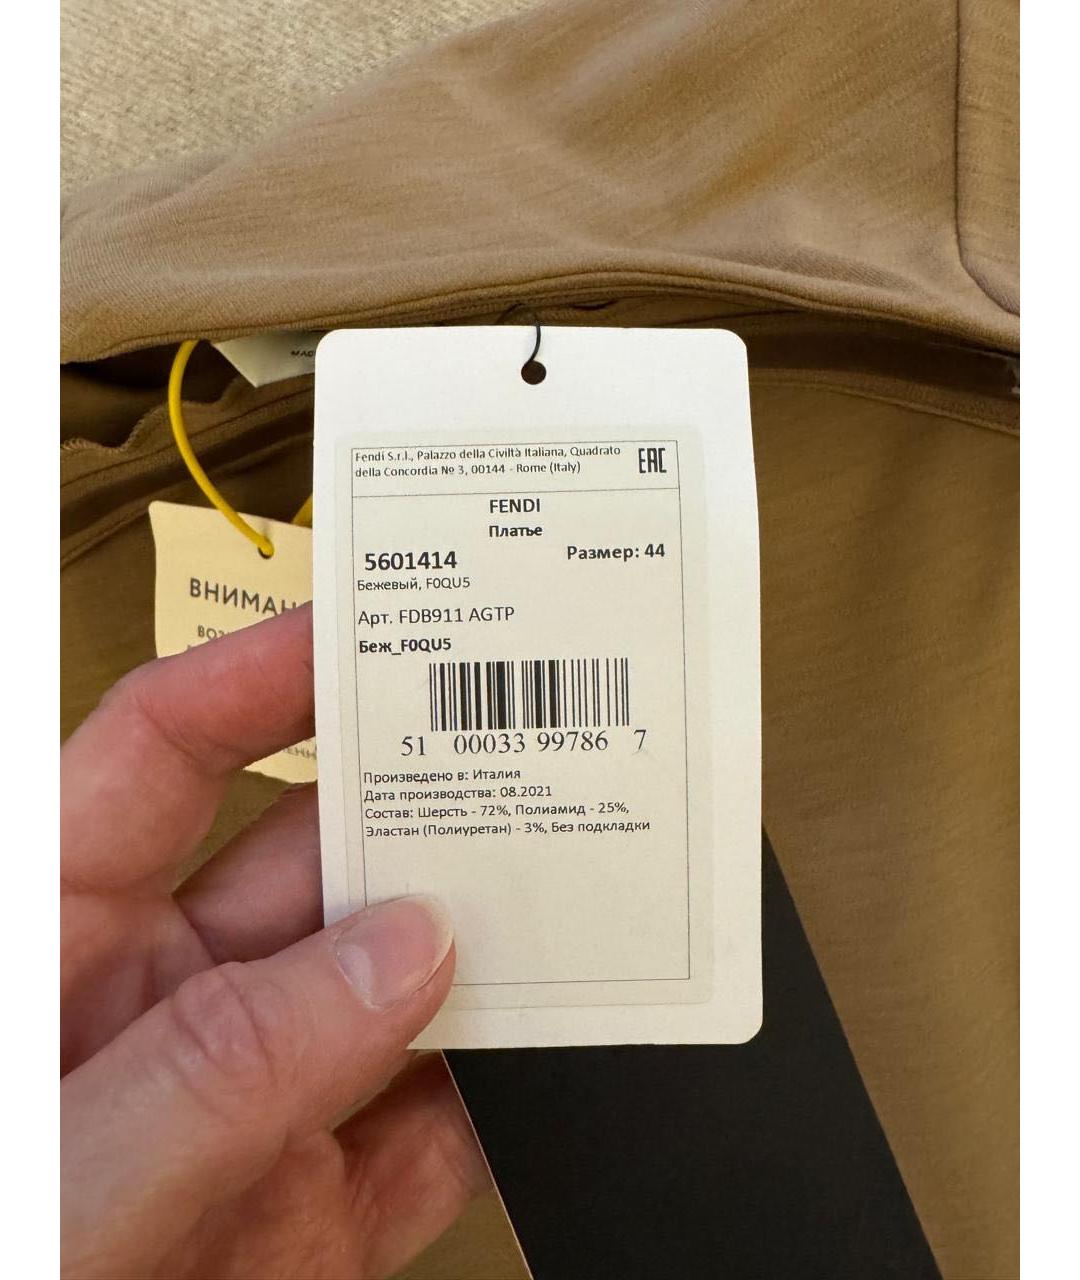 Fendi S.r.l., Palazzo della Civiltà Italiana, Quadrato
della Concordia № 3, 00144 - Rome (Italy)
EAC
FENDI
Платье
5601414
Размер: 44
Бежевый, F0QU5
Арт. FDB911 AGTP
Беж_F0QU5
51 00033 99786 7
Произведено в: Италия
Дата производства: 08.2021
Состав: Шерсть - 72%, Полиамид - 25%,
Эластан (Полиуретан) - 3%, Без подкладки